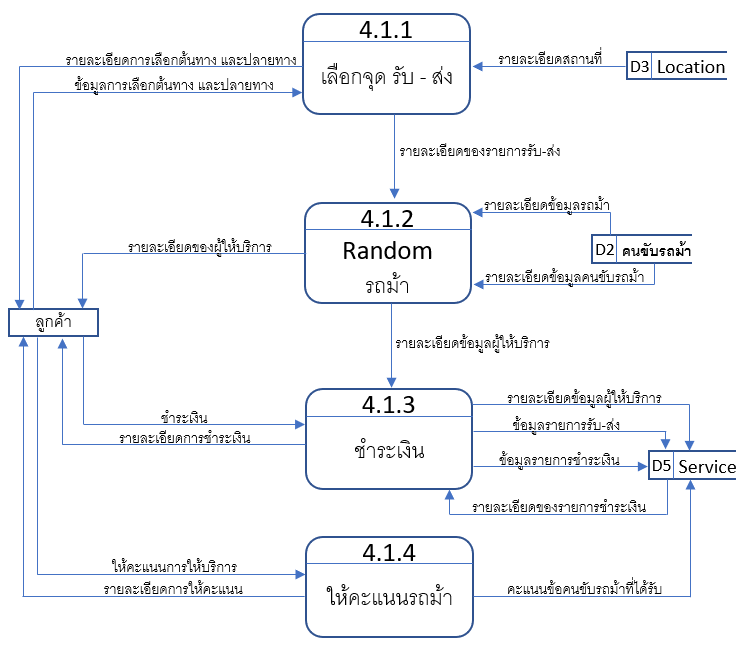 4.1.1
เลือกจุด รับ - ส่ง
รายละเอียดการเลือกต้นทาง และปลายทาง
ข้อมูลการเลือกต้นทาง และปลายทาง
รายละเอียดสถานที่
D3 Location
รายละเอียดของรายการรับ-ส่ง
4.1.2
Random
รถม้า
รายละเอียดข้อมูลรถม้า
D2 คนขับรถม้า
รายละเอียดข้อมูลคนขับรถม้า
รายละเอียดของผู้ให้บริการ
ลูกค้า
รายละเอียดข้อมูลผู้ให้บริการ
4.1.3
ชำระเงิน
ชำระเงิน
รายละเอียดการชำระเงิน
รายละเอียดข้อมูลผู้ให้บริการ
ข้อมูลรายการรับ-ส่ง
ข้อมูลรายการชำระเงิน
D5 Service
รายละเอียดของรายการชำระเงิน
4.1.4
ให้คะแนนรถม้า
ให้คะแนนการให้บริการ
รายละเอียดการให้คะแนน
คะแนนข้อคนขับรถม้าที่ได้รับ